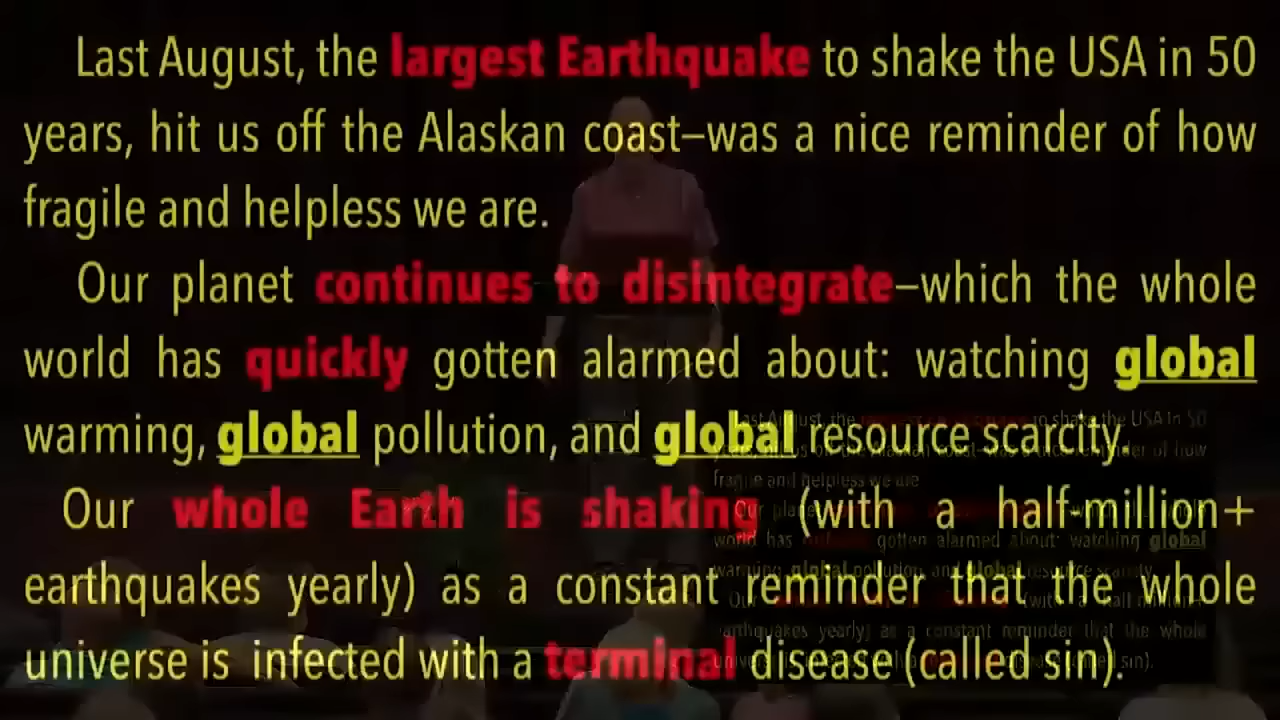 Last August, the largest Earthquake to shake the USA in 50
years, hit us off the Alaskan coast–was a nice reminder of how
fragile and helpless we are.
Our planet continues to disintegrate–which the whole
world has quickly gotten alarmed about: watching global
warming, global pollution, and global resource scarcity.
Our whole Earth is shaking (with a half-million+
earthquakes yearly) as a constant reminder that the whole
universe is infected with a terminal disease (called sin).